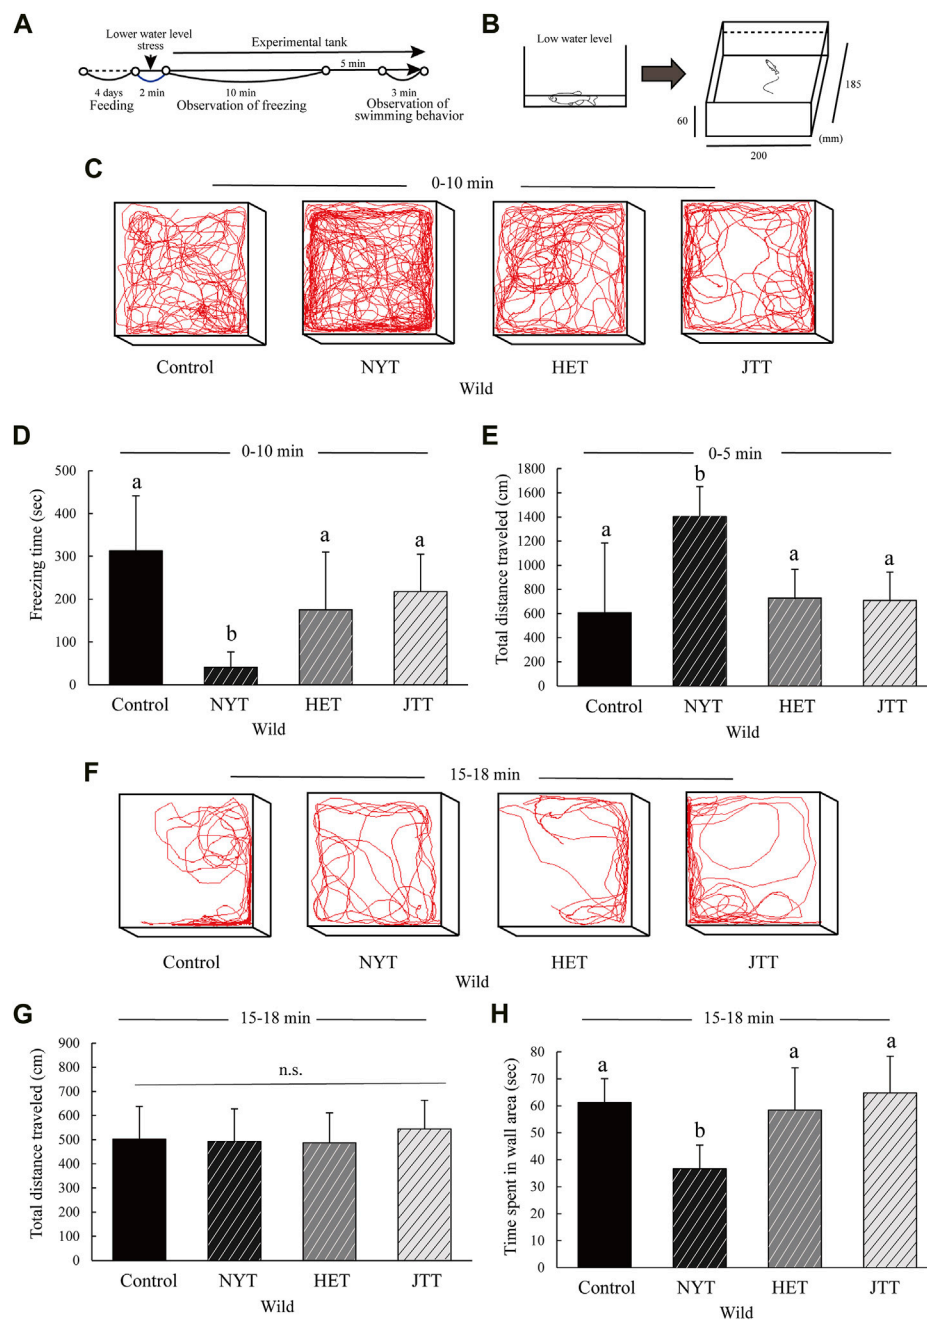 A
Lower water level
stress
Experimental tank
5 min
4 days
2 min
10 min
3 min
Feeding
Observation of freezing
Observation of
swimming behavior
B
Low water level
60
200
185
(mm)
C
0-10 min
Control
NYT
HET
JTT
Wild
D
0-10 min
Freezing time (sec)
500
400
300
200
100
0
a
b
a
a
Control
NYT
HET
JTT
Wild
E
0-5 min
Total distance traveled (cm)
1800
1600
1400
1200
1000
800
600
400
200
0
a
b
a
a
Control
NYT
HET
JTT
Wild
F
15-18 min
Control
NYT
HET
JTT
Wild
G
15-18 min
Total distance traveled (cm)
900
800
700
600
500
400
300
200
100
0
n.s.
Control
NYT
HET
JTT
Wild
H
15-18 min
Time spent in wall area (sec)
80
70
60
50
40
30
20
10
0
a
b
a
a
Control
NYT
HET
JTT
Wild